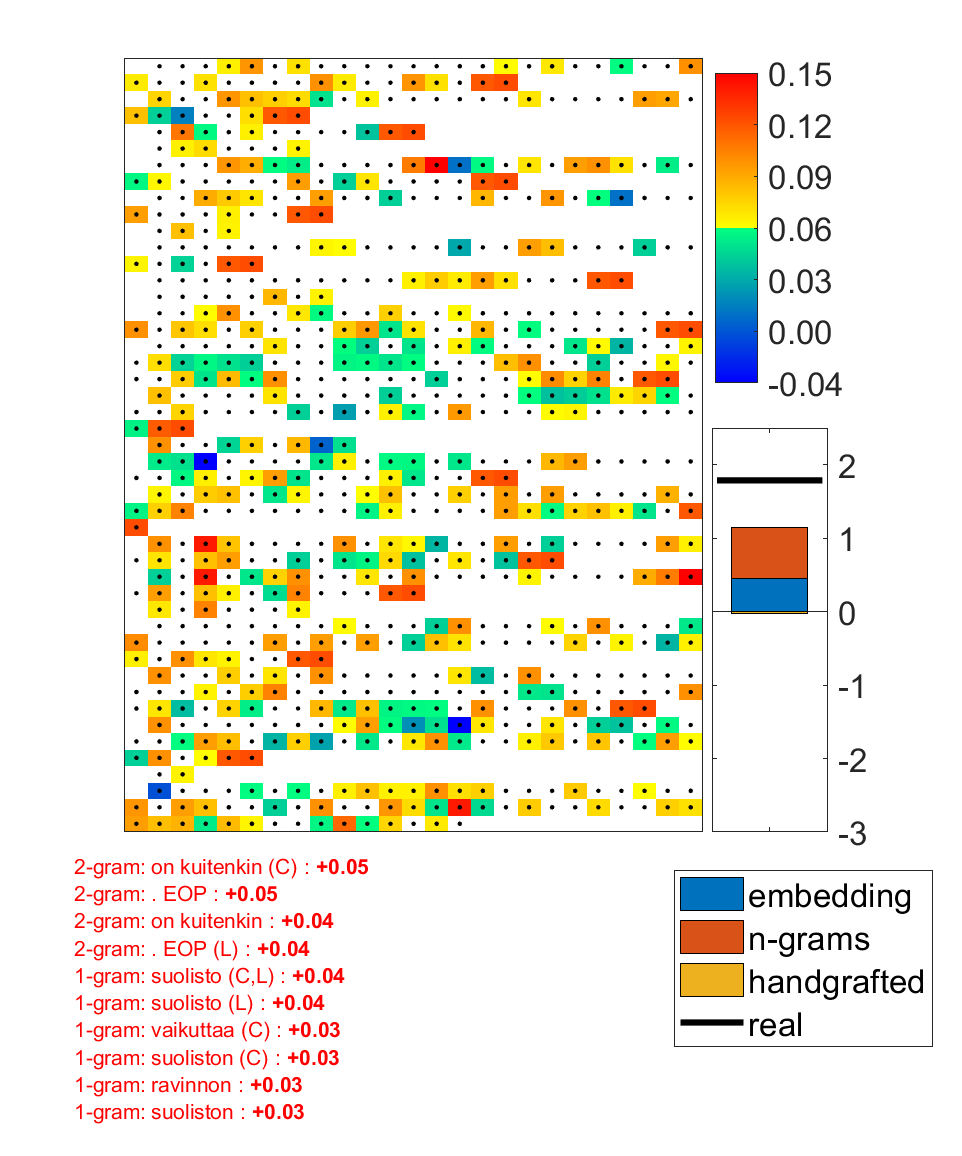 0.15
0.12
0.09
0.06
0.03
0.00
-0.04
2
1
0
-1
-2
-3
2-gram: on kuitenkin (C) : +0.05
2-gram: . EOP : +0.05
2-gram: on kuitenkin : +0.04
2-gram: . EOP (L) : +0.04
1-gram: suolisto (C,L) : +0.04
1-gram: suolisto (L) : +0.04
1-gram: vaikuttaa (C) : +0.03
1-gram: suoliston (C) : +0.03
1-gram: ravinnon : +0.03
1-gram: suoliston : +0.03
embedding
n-grams
handgrafted
real